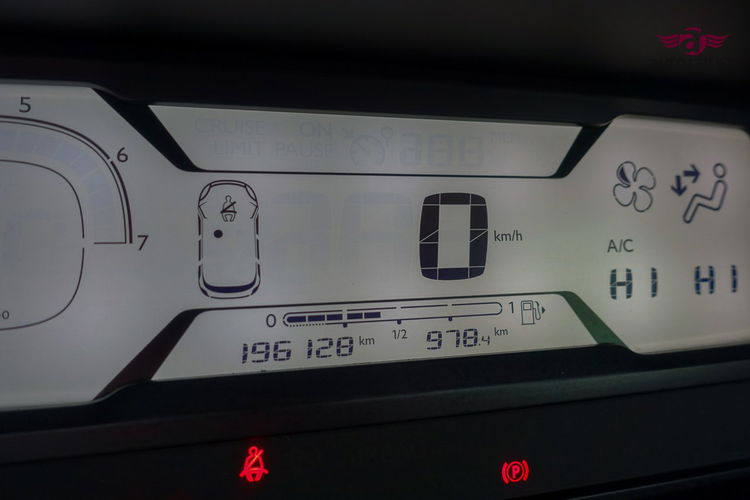 5
6
7
CRUISE ON
LIMIT PAUSE
0 km/h
A/C
HI HI
0 1
1/2
196 128 km 978.4 km
P